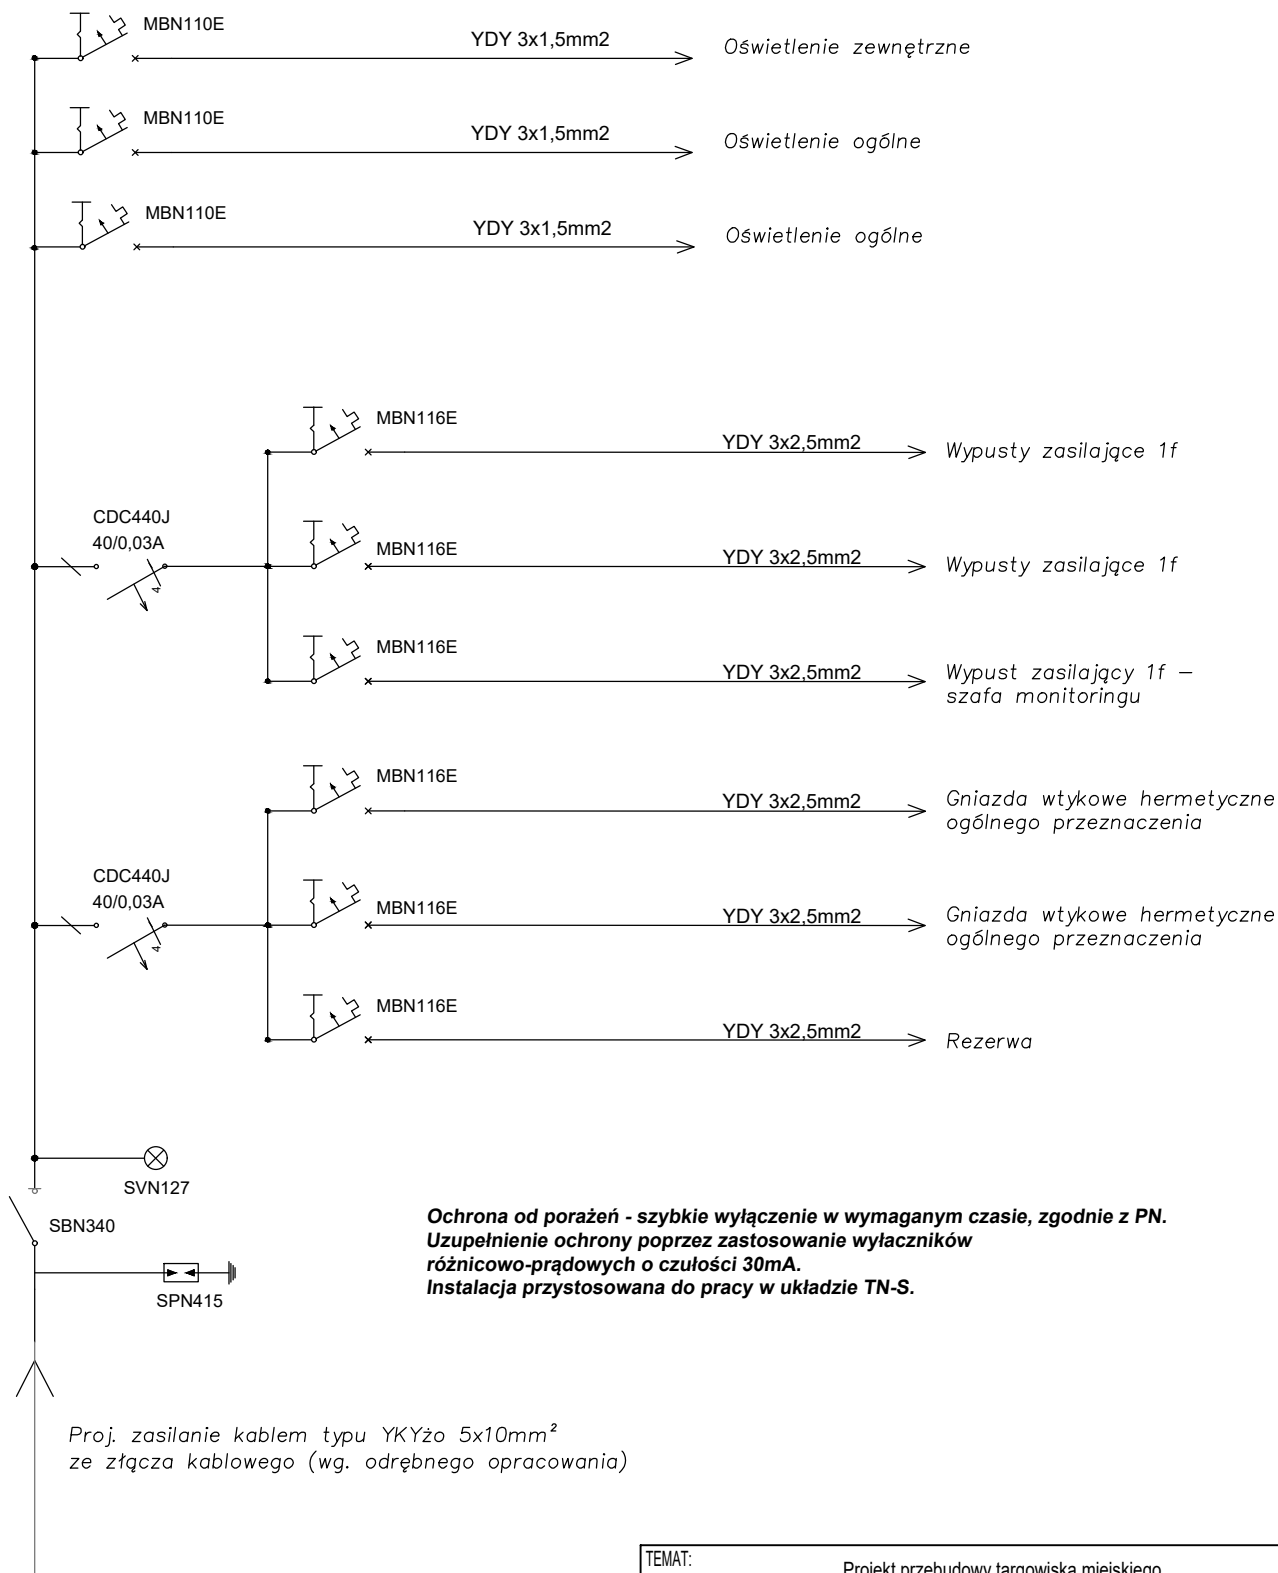 MBN110E
YDY 3x1,5mm2
Oświetlenie zewnętrzne
MBN110E
YDY 3x1,5mm2
Oświetlenie ogólne
MBN110E
YDY 3x1,5mm2
Oświetlenie ogólne
MBN116E
YDY 3x2,5mm2
Wypusty zasilające 1f
CDC440J
40/0,03A
4
MBN116E
YDY 3x2,5mm2
Wypusty zasilające 1f
MBN116E
YDY 3x2,5mm2
Wypust zasilający 1f –
szafa monitoringu
MBN116E
YDY 3x2,5mm2
Gniazda wtykowe hermetyczne
ogólnego przeznaczenia
CDC440J
40/0,03A
4
MBN116E
YDY 3x2,5mm2
Gniazda wtykowe hermetyczne
ogólnego przeznaczenia
MBN116E
YDY 3x2,5mm2
Rezerwa
SVN127
SBN340
SPN415
Ochrona od porażeń - szybkie wyłączenie w wymaganym czasie, zgodnie z PN.
Uzupełnienie ochrony poprzez zastosowanie wyłaczników
różnicowo-prądowych o czułości 30mA.
Instalacja przystosowana do pracy w układzie TN-S.
Proj. zasilanie kablem typu YKYżo 5x10mm²
ze złącza kablowego (wg. odrębnego opracowania)
TEMAT:
Projekt przebudowy targowiska miejskiego